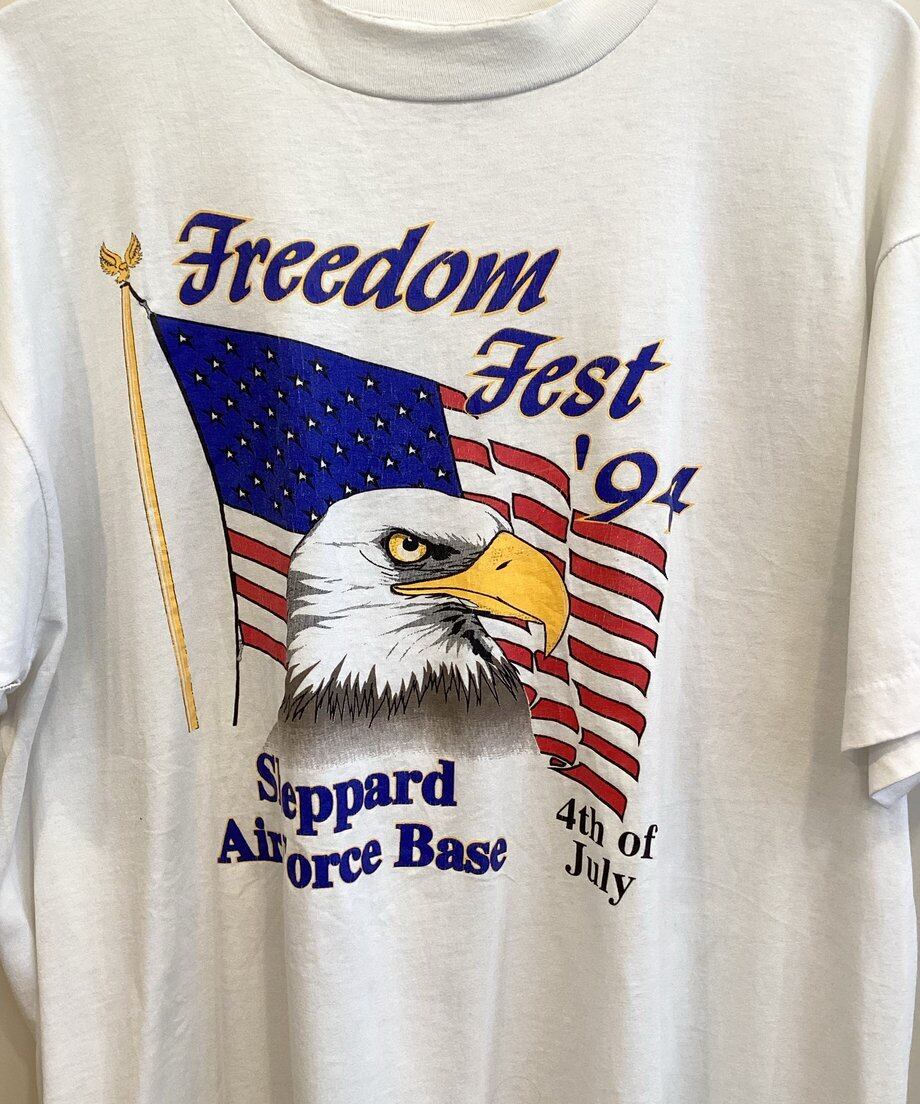 Freedom
Fest
'94
Sheppard
Air Force Base
4th of
July